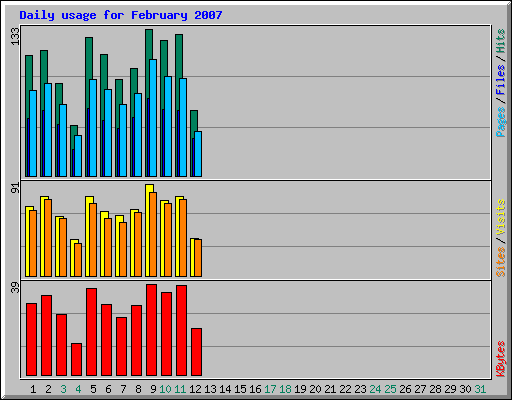 Daily usage for February 2007
133
Pages / Files / Hits
91
Sites / Visits
39
KBytes
1 2 3 4 5 6 7 8 9 10 11 12 13 14 15 16 17 18 19 20 21 22 23 24 25 26 27 28 29 30 31